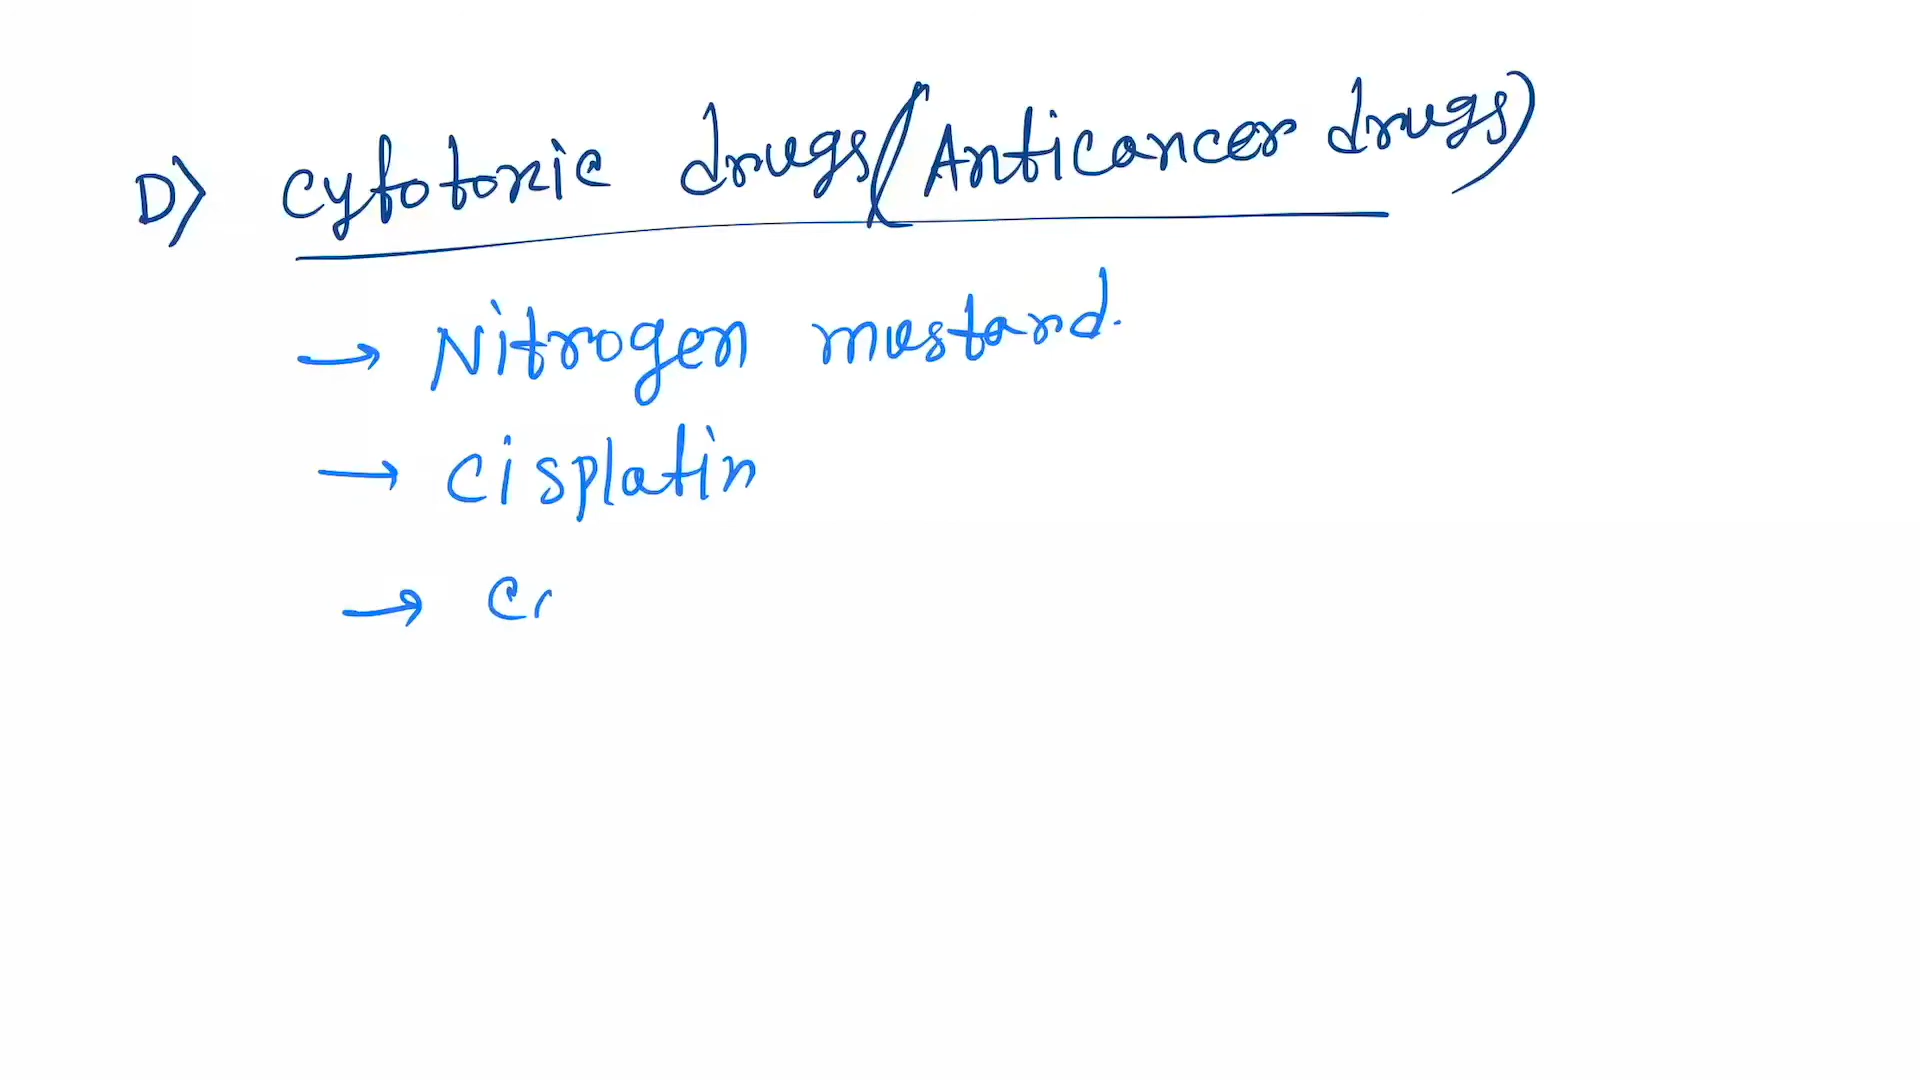 D) Cytotoxic drugs (Anticancer drugs)
→ Nitrogen mustard.
→ Cisplatin
→ C